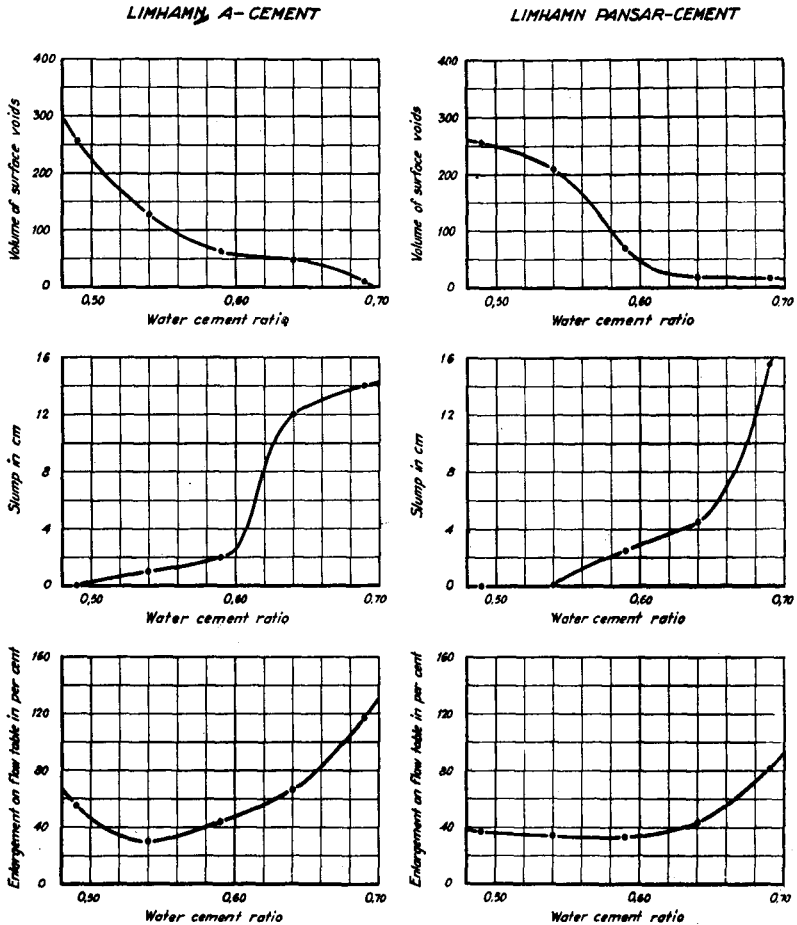 LIMHAMN, A-CEMENT
LIMHAMN PANSAR-CEMENT
Volume of surface voids
400
300
200
100
0
0,50 0,60 0,70
Water cement ratio
Volume of surface voids
400
300
200
100
0
0,50 0,60 0,70
Water cement ratio
Slump in cm
16
12
8
4
0
0,50 0,60 0,70
Water cement ratio
Slump in cm
16
12
8
4
0
0,50 0,60 0,70
Water cement ratio
Enlargement on flow table in per cent
160
120
80
40
0
0,50 0,60 0,70
Water cement ratio
Enlargement on flow table in per cent
160
120
80
40
0
0,50 0,60 0,70
Water cement ratio